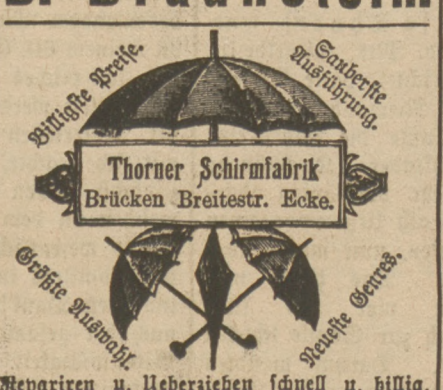 Billigste Preise.
Sauberste
Ausführung.
Thorner Schirmfabrik
Brücken Breitestr. Ecke.
Größte Auswahl.
Neueste Genres.
Repariren u. Ueberziehen schnell u. billig.